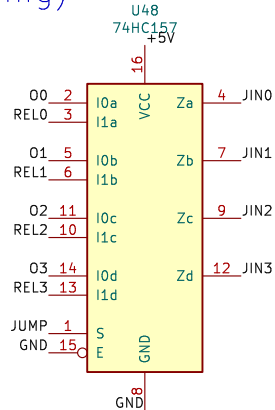 ing)
U48
74HC157
+5V
16
VCC
O0 2 I0a Za 4 JIN0
REL0 3 I1a
O1 5 I0b Zb 7 JIN1
REL1 6 I1b
O2 11 I0c Zc 9 JIN2
REL2 10 I1c
O3 14 I0d Zd 12 JIN3
REL3 13 I1d
JUMP 1 S
GND 15 E
GND
8
GND